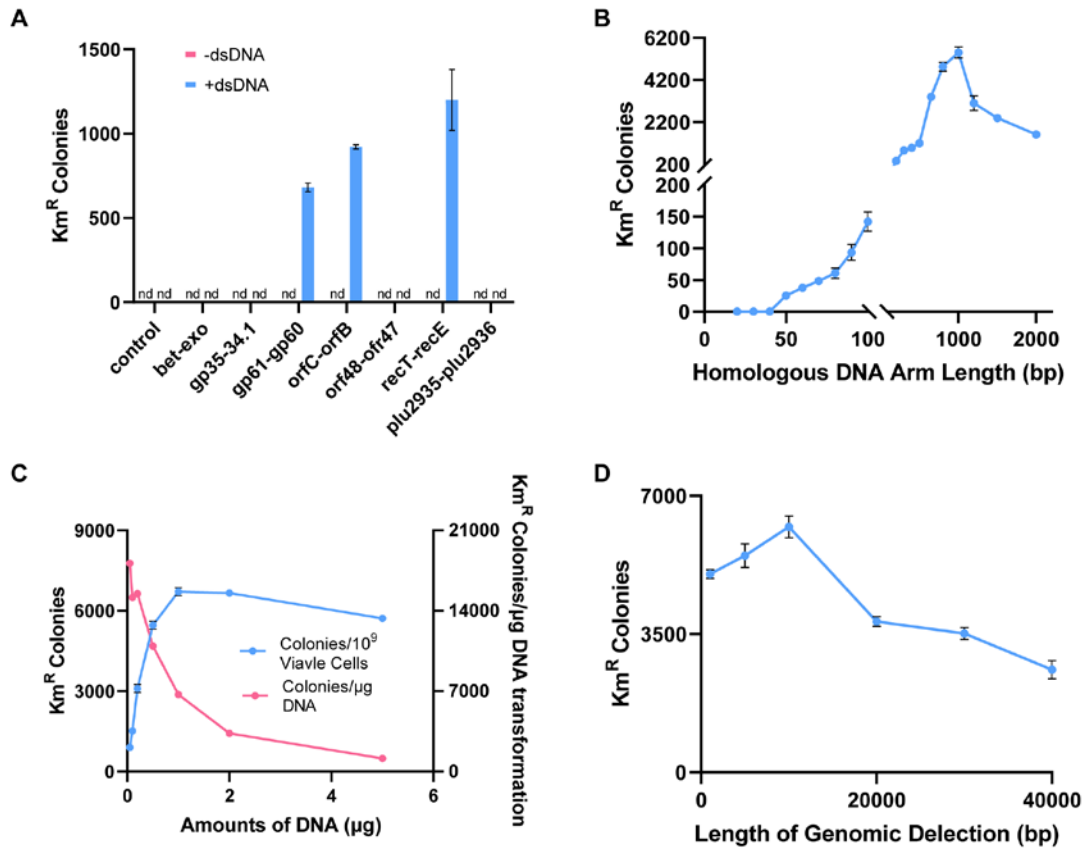 A
-dsDNA
+dsDNA
Km^R Colonies
1500
1000
500
0
nd nd nd nd nd nd nd nd nd nd nd nd nd
control
bet-exo
gp35-34.1
gp61-gp60
orfC-orfB
orf48-ofr47
recT-recE
plu2935-plu2936
B
Km^R Colonies
6200
4200
2200
200
200
150
100
50
0
0 50 100 1000 2000
Homologous DNA Arm Length (bp)
C
Km^R Colonies
9000
6000
3000
0
Colonies/10^9
Viavle Cells
Colonies/µg
DNA
21000
14000
7000
0
Km^R Colonies/µg DNA transformation
0 2 4 6
Amounts of DNA (µg)
D
Km^R Colonies
7000
3500
0
0 20000 40000
Length of Genomic Delection (bp)